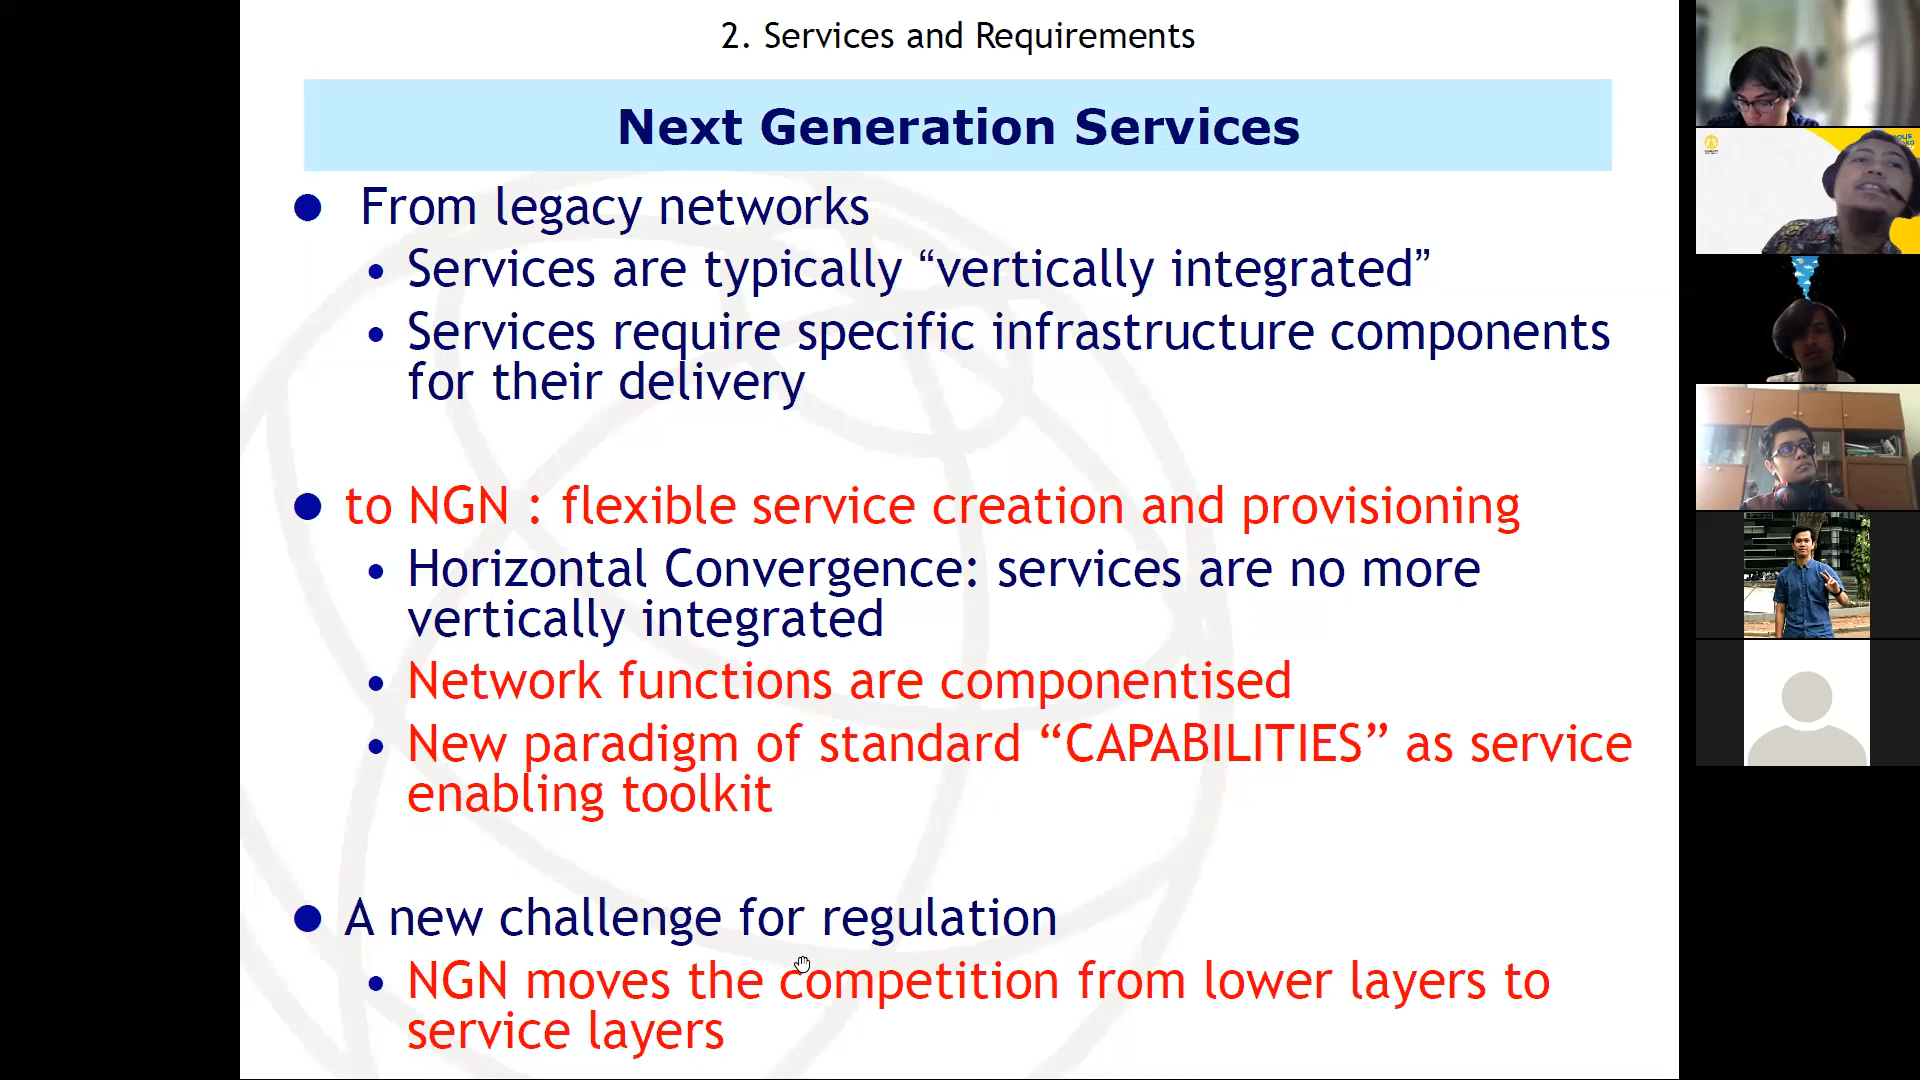 2. Services and Requirements
Next Generation Services
From legacy networks
Services are typically “vertically integrated”
Services require specific infrastructure components
for their delivery
to NGN : flexible service creation and provisioning
Horizontal Convergence: services are no more
vertically integrated
Network functions are componentised
New paradigm of standard “CAPABILITIES” as service
enabling toolkit
A new challenge for regulation
NGN moves the competition from lower layers to
service layers